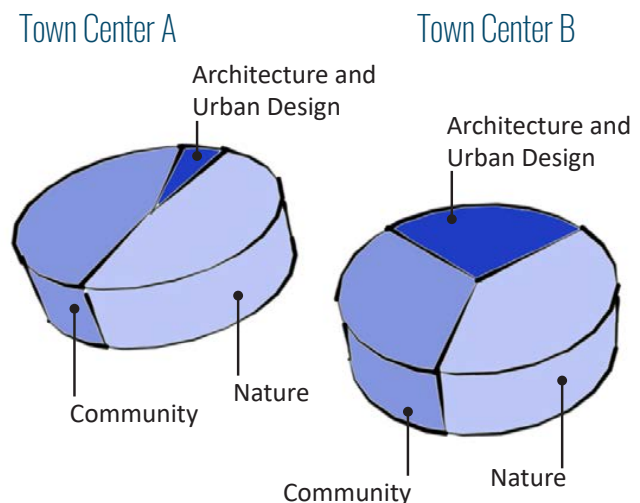 Town Center A
Architecture and
Urban Design
Community
Nature
Town Center B
Architecture and
Urban Design
Community
Nature